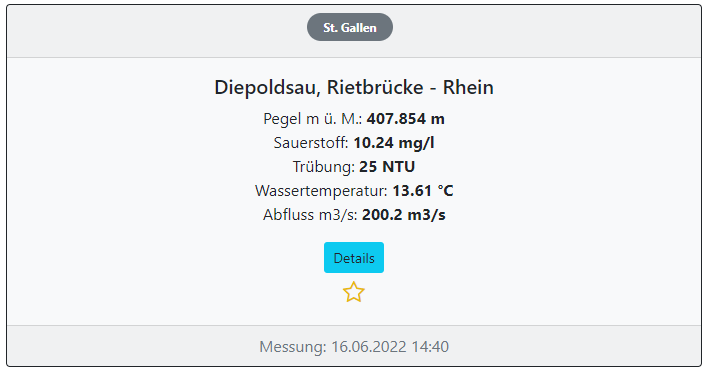 St. Gallen
Diepoldsau, Rietbrücke - Rhein
Pegel m ü. M.: 407.854 m
Sauerstoff: 10.24 mg/l
Trübung: 25 NTU
Wassertemperatur: 13.61 °C
Abfluss m3/s: 200.2 m3/s
Details
Messung: 16.06.2022 14:40